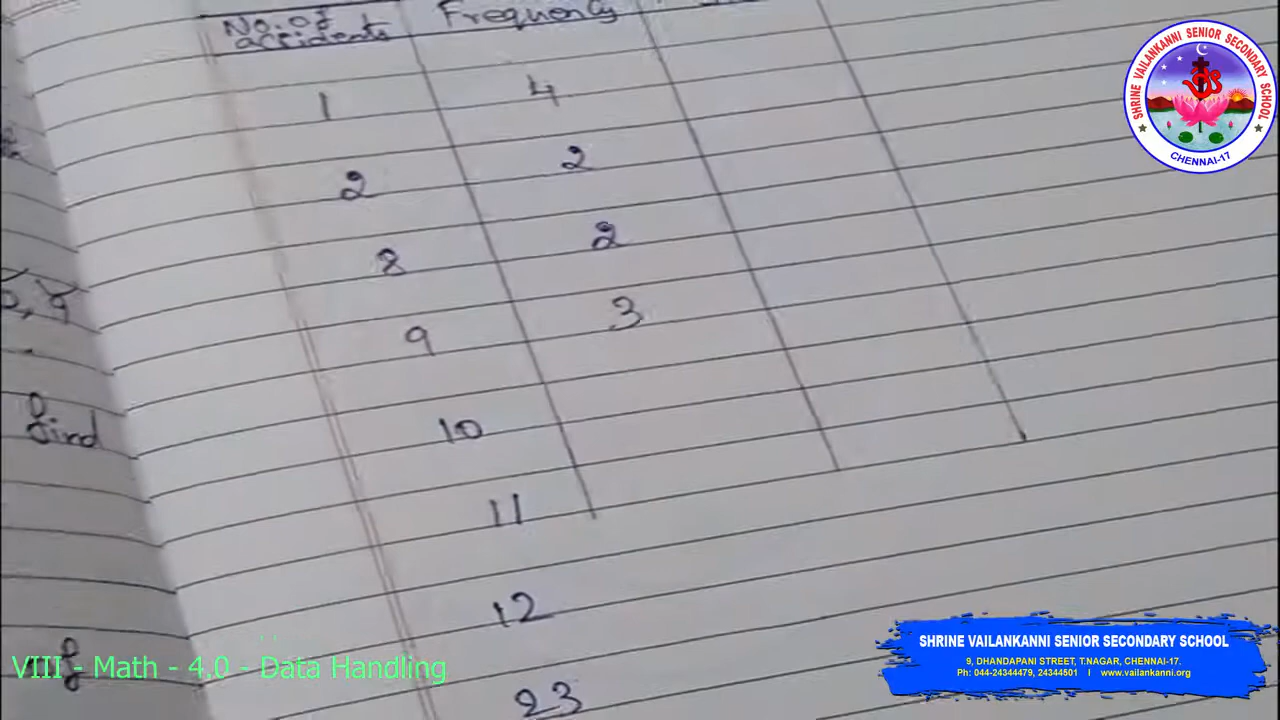 No. of accidents Frequency
1 4
2 2
8 2
9 3
10
11
12
23
find
SHRINE VAILANKANNI SENIOR SECONDARY SCHOOL
CHENNAI-17
VIII - Math - 4.0 - Data Handling
SHRINE VAILANKANNI SENIOR SECONDARY SCHOOL
9, DHANDAPANI STREET, T.NAGAR, CHENNAI-17.
Ph: 044-24344479, 24344501 I www.vailankanni.org